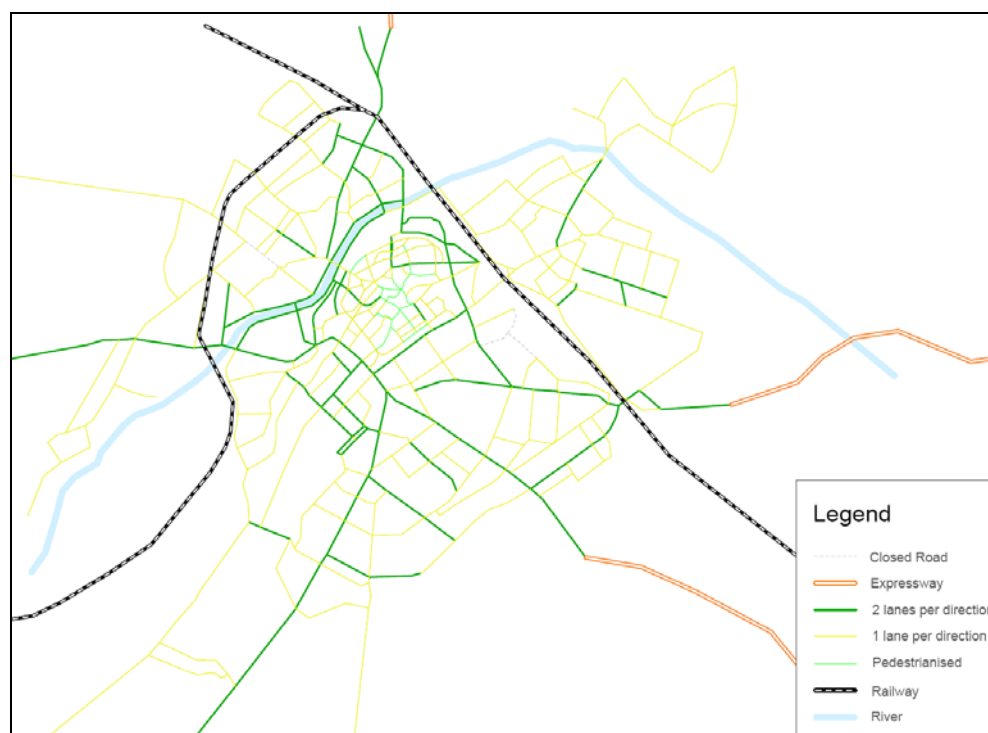 Legend
Closed Road
Expressway
2 lanes per direction
1 lane per direction
Pedestrianised
Railway
River